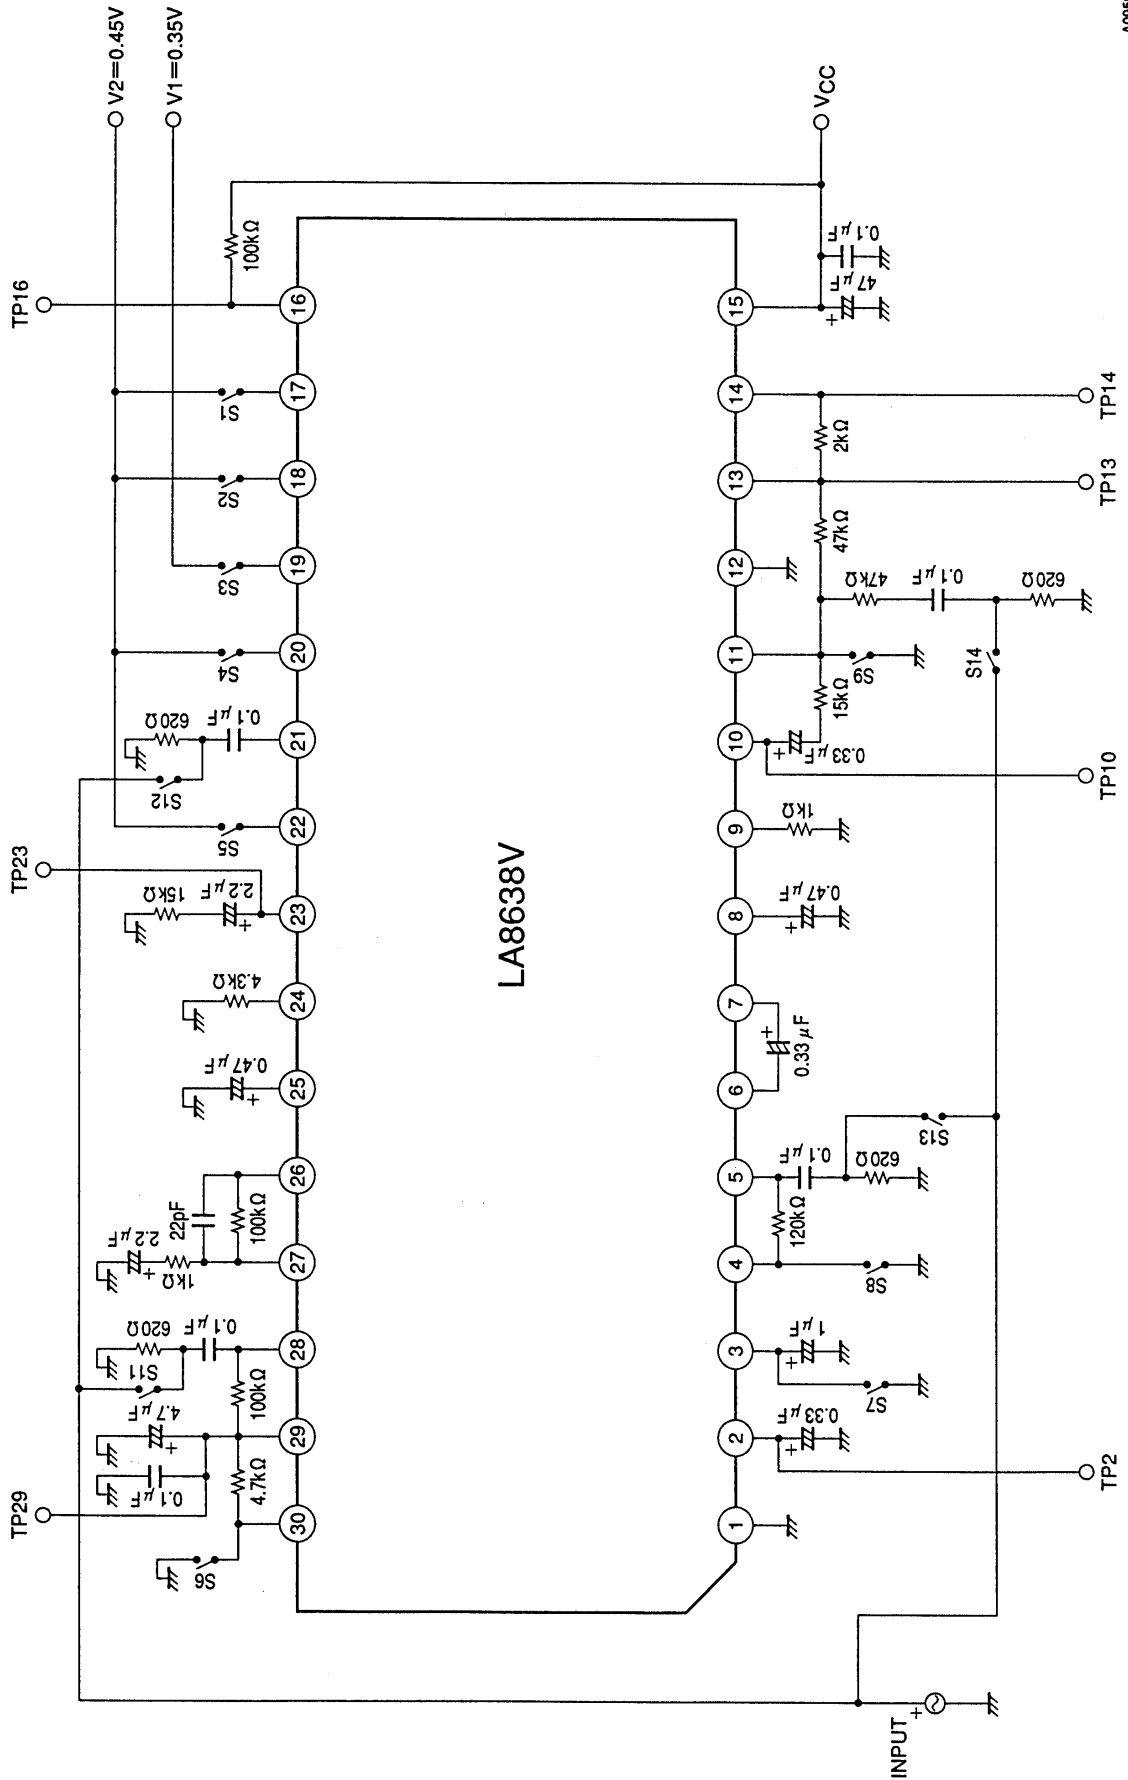 V2=0.45V
V1=0.35V
VCC
TP16
100kΩ
0.1μF
47μF
16
15
17
S1
14
TP14
2kΩ
18
S2
13
TP13
47kΩ
19
S3
12
47kΩ
0.1μF
620Ω
20
S4
11
S9
S14
15kΩ
620Ω
0.1μF
21
S12
10
0.33μF
TP10
22
S5
9
1kΩ
TP23
15kΩ
2.2μF
23
LA8638V
8
0.47μF
24
4.3kΩ
7
0.33μF
25
0.47μF
6
S13
26
22pF
100kΩ
5
0.1μF
620Ω
120kΩ
27
2.2μF
1kΩ
4
S8
28
620Ω
0.1μF
S11
100kΩ
3
1μF
S7
29
4.7μF
0.1μF
4.7kΩ
2
0.33μF
TP2
TP29
30
S6
1
INPUT